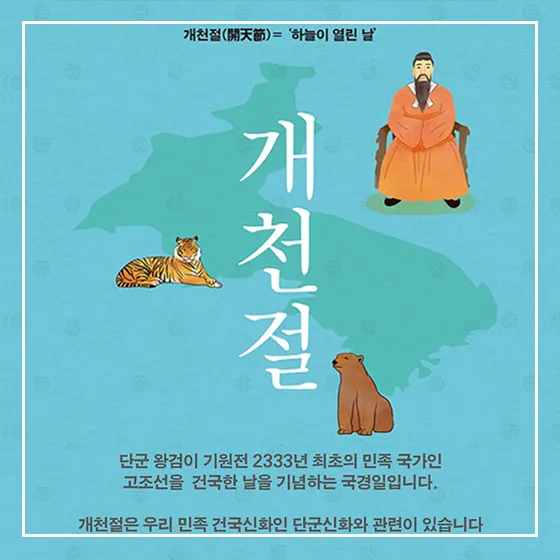 개천절(開天節)= '하늘이 열린 날'
개천절
단군 왕검이 기원전 2333년 최초의 민족 국가인
고조선을 건국한 날을 기념하는 국경일입니다.
개천절은 우리 민족 건국신화인 단군신화와 관련이 있습니다